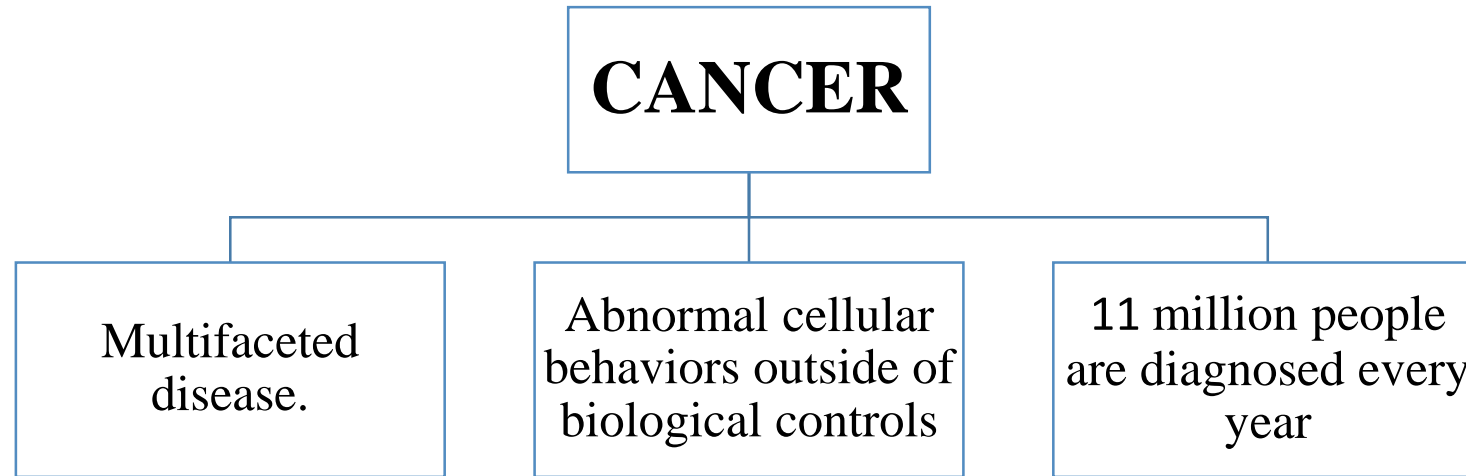 CANCER
Multifaceted
disease.
Abnormal cellular
behaviors outside of
biological controls
11 million people
are diagnosed every
year